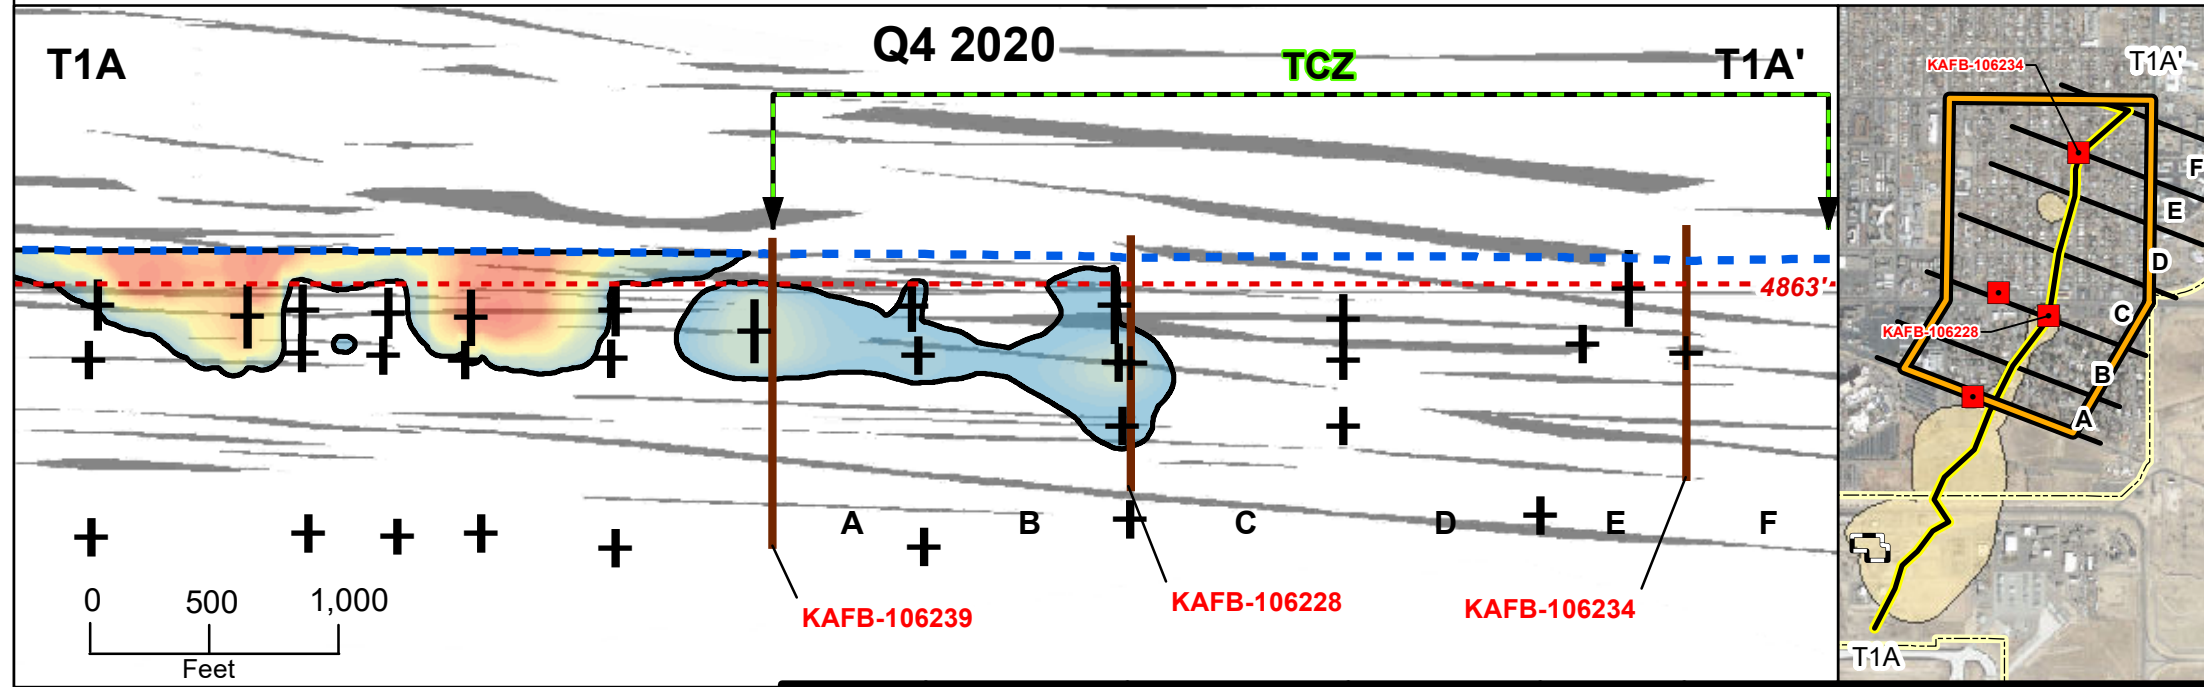 Q4 2020
T1A
TCZ
T1A'
4863'
A
B
C
D
E
F
KAFB-106239
KAFB-106228
KAFB-106234
0
500
1,000
Feet
T1A'
KAFB-106234
F
E
D
C
KAFB-106228
B
A
T1A